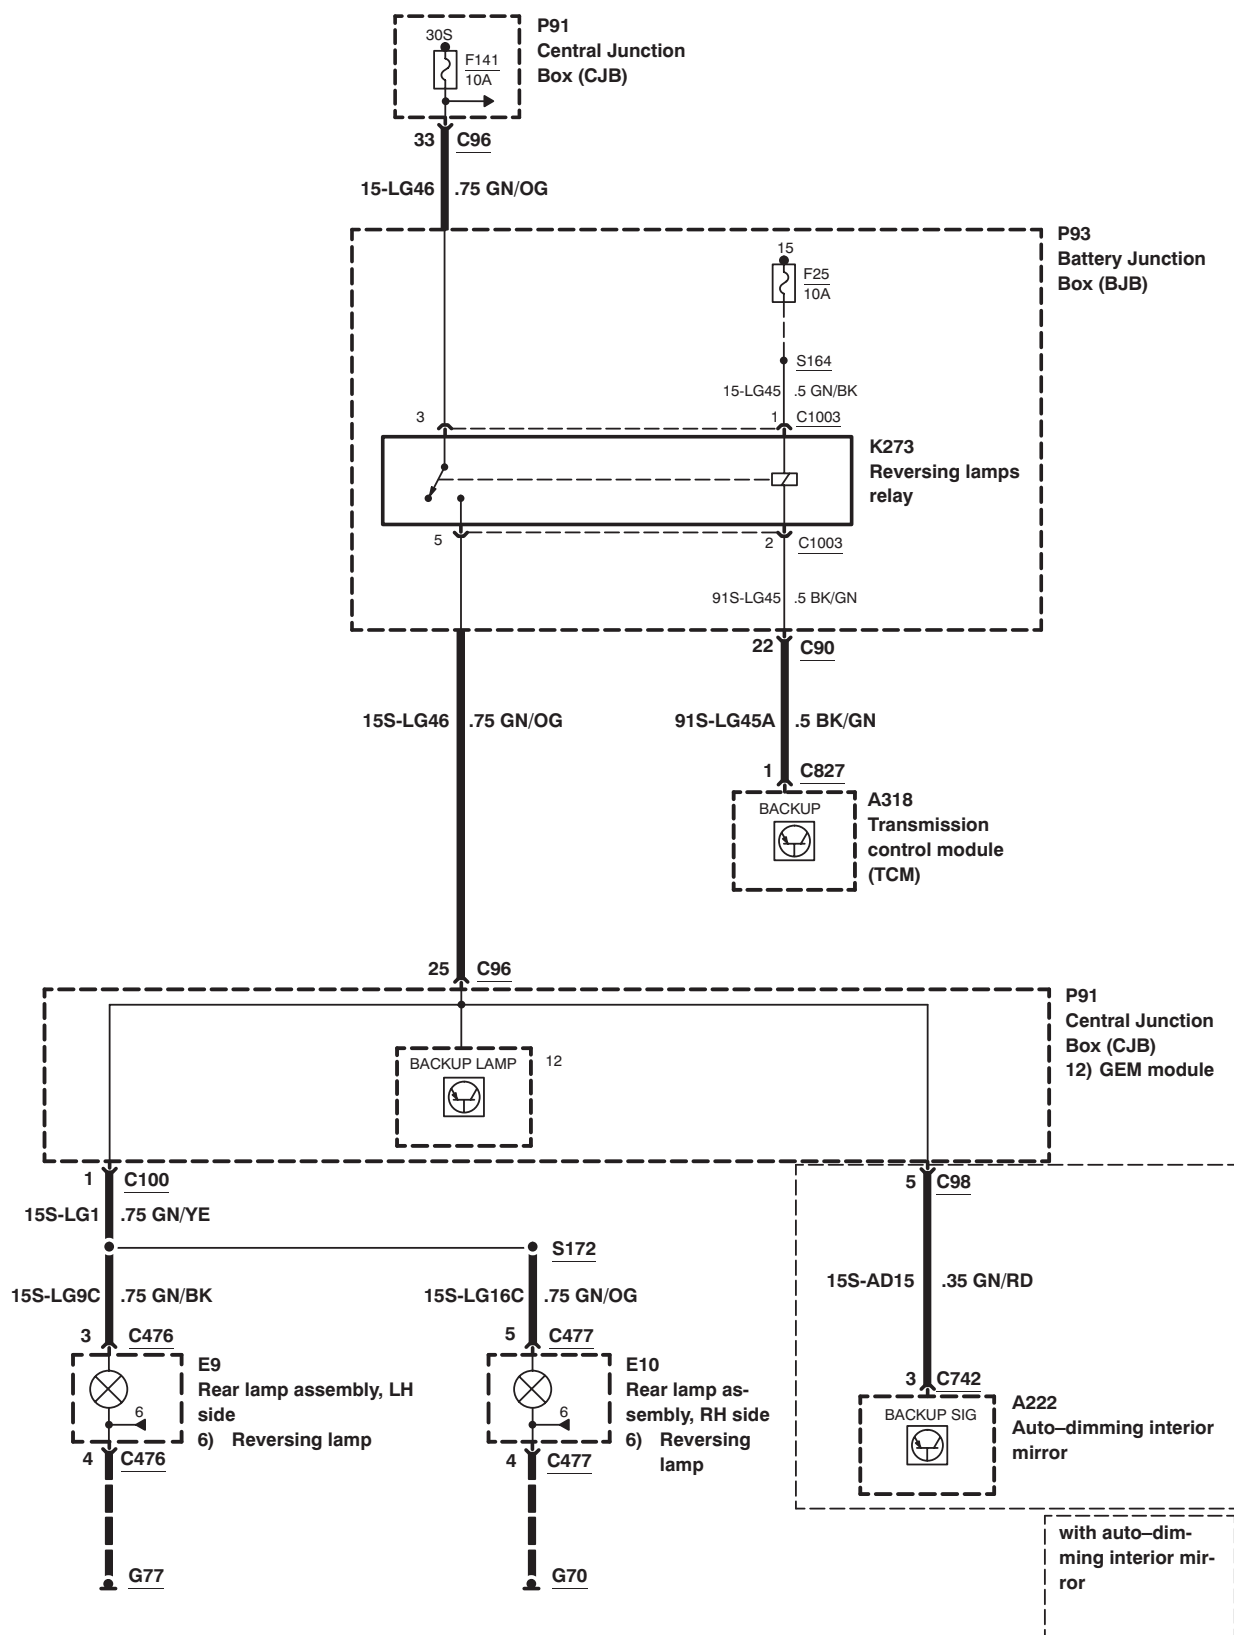 30S
F141
10A
P91
Central Junction
Box (CJB)
33 C96
15-LG46 .75 GN/OG
P93
Battery Junction
Box (BJB)
15
F25
10A
S164
15-LG45 .5 GN/BK
3
1 C1003
K273
Reversing lamps
relay
5
2 C1003
91S-LG45 .5 BK/GN
22 C90
15S-LG46 .75 GN/OG
91S-LG45A .5 BK/GN
1 C827
BACKUP
A318
Transmission
control module
(TCM)
25 C96
P91
Central Junction
Box (CJB)
12) GEM module
BACKUP LAMP 12
1 C100
15S-LG1 .75 GN/YE
5 C98
S172
15S-LG9C .75 GN/BK
15S-LG16C .75 GN/OG
15S-AD15 .35 GN/RD
3 C476
5 C477
E9
Rear lamp assembly, LH
side
6) Reversing lamp
6
4 C476
E10
Rear lamp as-
sembly, RH side
6) Reversing
lamp
6
4 C477
3 C742
BACKUP SIG
A222
Auto–dimming interior
mirror
with auto–dim-
ming interior mir-
ror
G77
G70